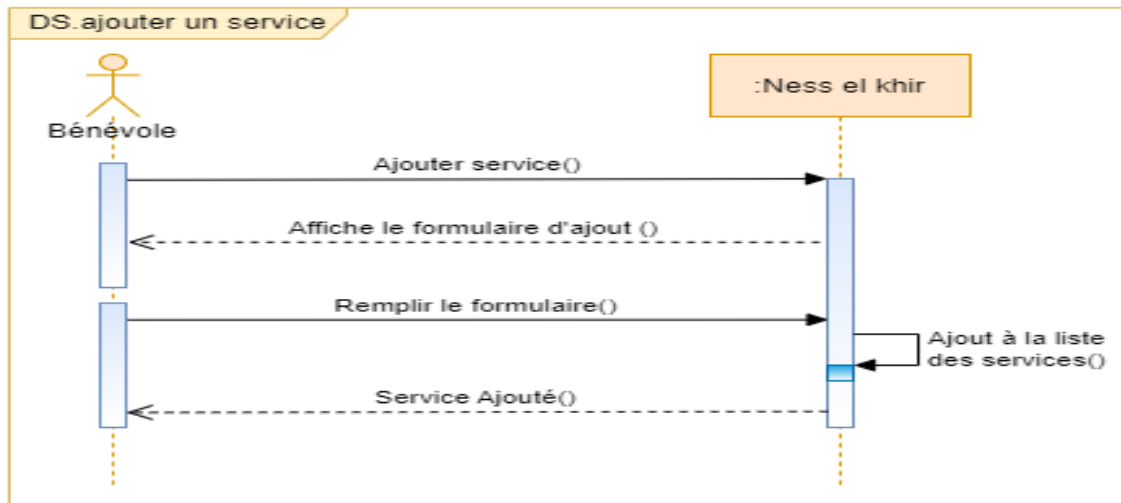 DS.ajouter un service
:Ness el khir
Bénévole
Ajouter service()
Affiche le formulaire d'ajout ()
Remplir le formulaire()
Ajout à la liste
des services()
Service Ajouté()